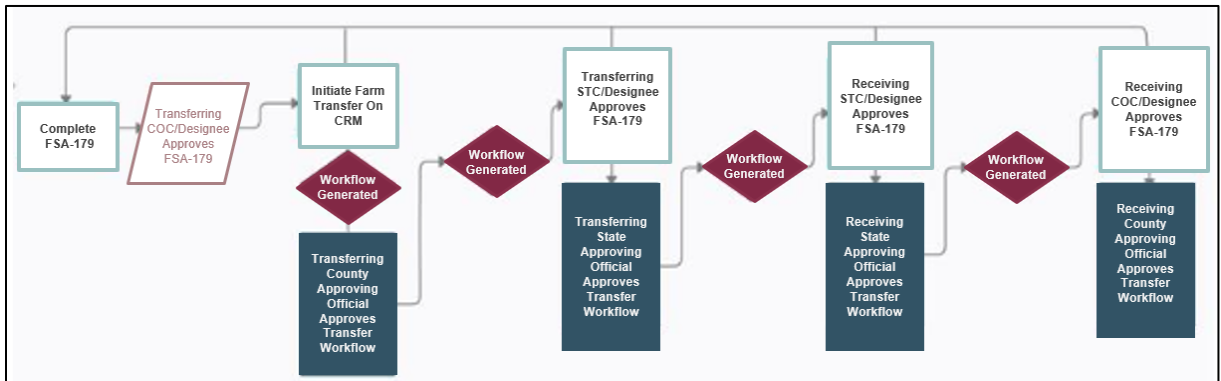 Complete
FSA-179
Transferring
COC/Designee
Approves
FSA-179
Initiate Farm
Transfer On
CRM
Workflow
Generated
Transferring
County
Approving
Official
Approves
Transfer
Workflow
Workflow
Generated
Transferring
STC/Designee
Approves
FSA-179
Transferring
State
Approving
Official
Approves
Transfer
Workflow
Workflow
Generated
Receiving
STC/Designee
Approves
FSA-179
Receiving
State
Approving
Official
Approves
Transfer
Workflow
Workflow
Generated
Receiving
COC/Designee
Approves
FSA-179
Receiving
County
Approving
Official
Approves
Transfer
Workflow